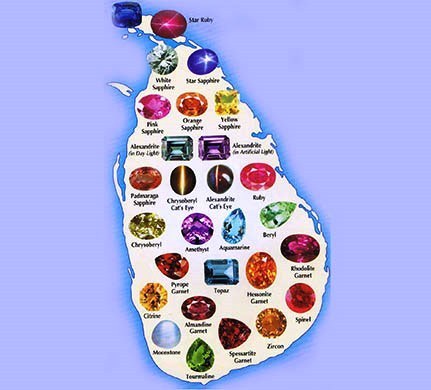 Star Ruby
White
Sapphire
Star Sapphire
Pink
Sapphire
Orange
Sapphire
Yellow
Sapphire
Alexandrite
(in Day Light)
Alexandrite
(in Artificial Light)
Padmaraga
Sapphire
Chrysoberyl
Cat's Eye
Alexandrite
Cat's Eye
Ruby
Beryl
Chrysoberyl
Amethyst
Aquamarine
Rhodolite
Garnet
Pyrope
Garnet
Topaz
Hessonite
Garnet
Citrine
Almandine
Garnet
Spinel
Moonstone
Spessartite
Garnet
Zircon
Tourmaline